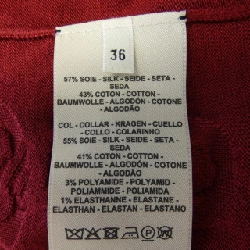 36
57% SOIE - SILK - SEIDE - SETA -
SEDA
43% COTON - COTTON -
BAUMWOLLE - ALGODÓN - COTONE
- ALGODÃO
COL - COLLAR - KRAGEN - CUELLO
- COLLO - COLARINHO
55% SOIE - SILK - SEIDE - SETA -
SEDA
41% COTON - COTTON -
BAUMWOLLE - ALGODÓN - COTONE
- ALGODÃO
3% POLYAMIDE - POLYAMID -
POLIAMMIDE - POLIAMIDA
1% ELASTHANNE - ELASTANE -
ELASTHAN - ELASTAN - ELASTANO